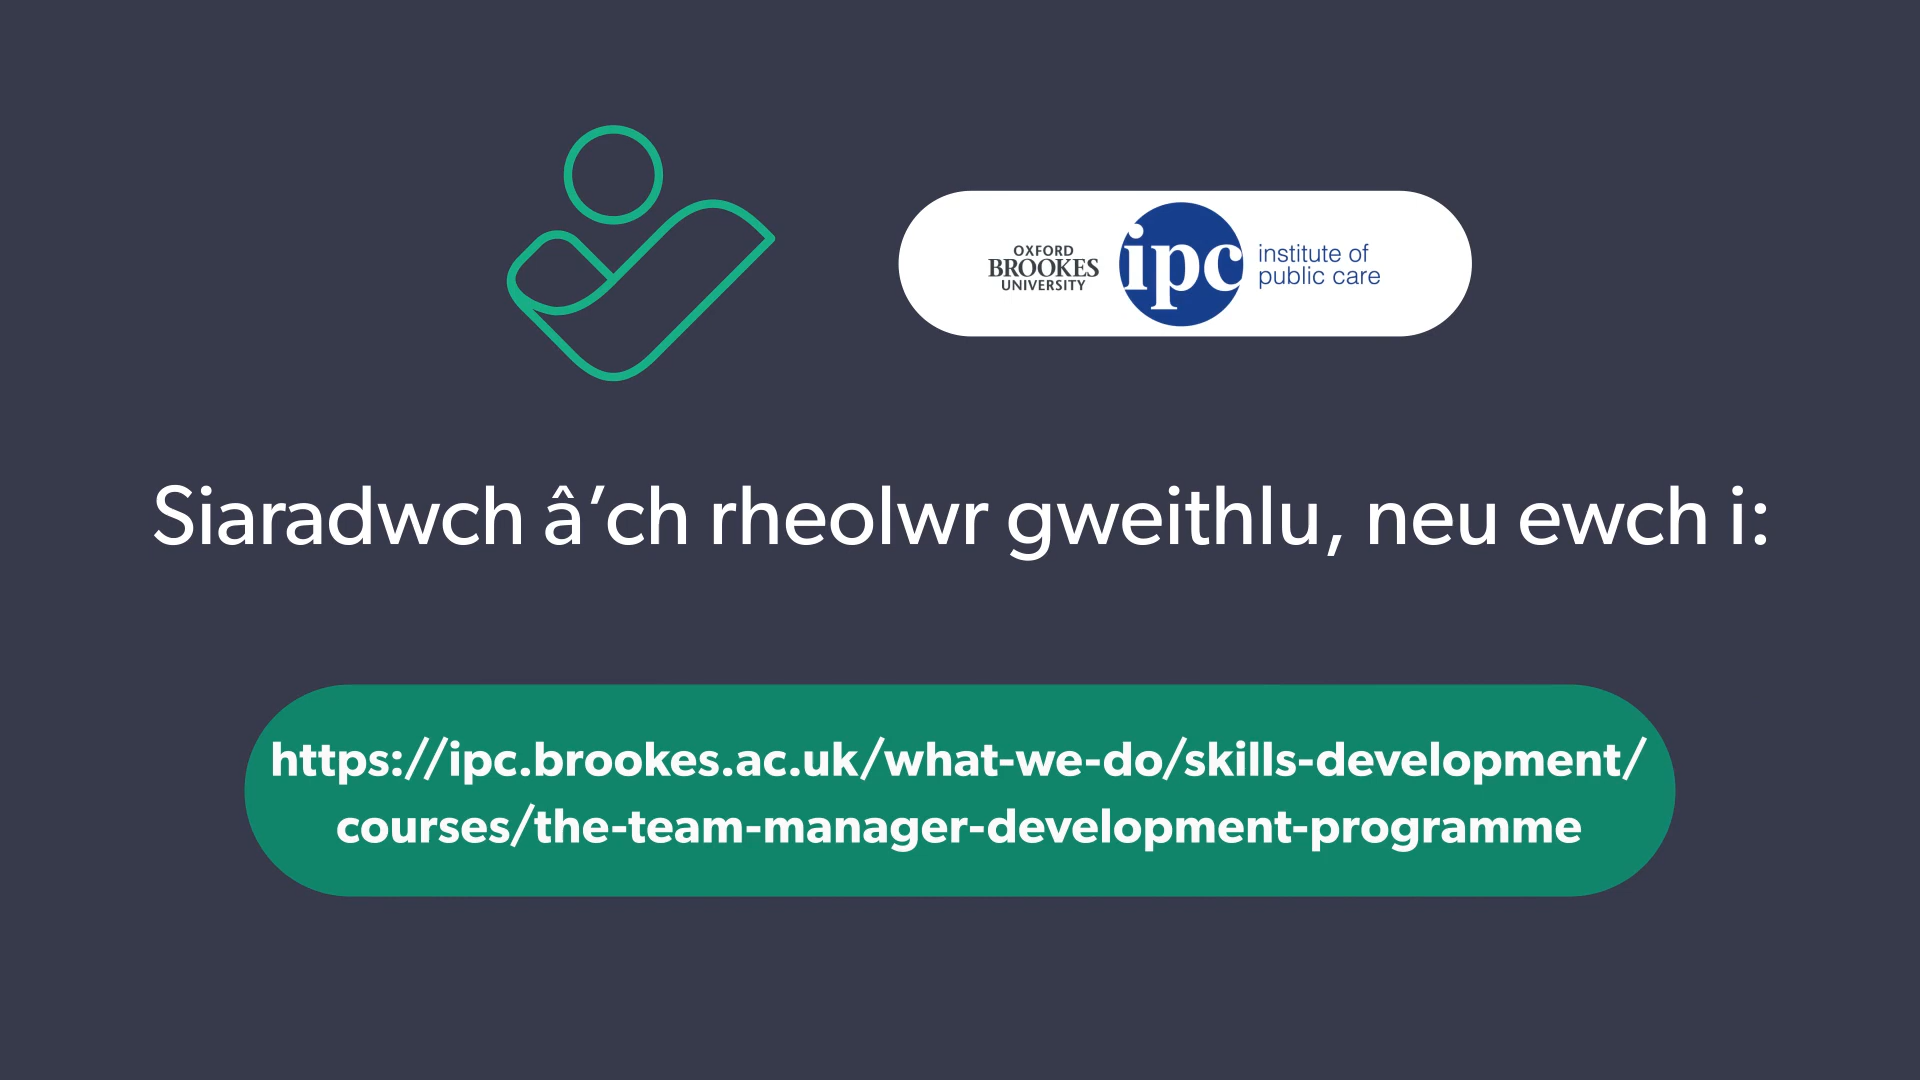 OXFORD
BROOKES
UNIVERSITY
ipc
institute of
public care
Siaradwch â’ch rheolwr gweithlu, neu ewch i:
https://ipc.brookes.ac.uk/what-we-do/skills-development/
courses/the-team-manager-development-programme